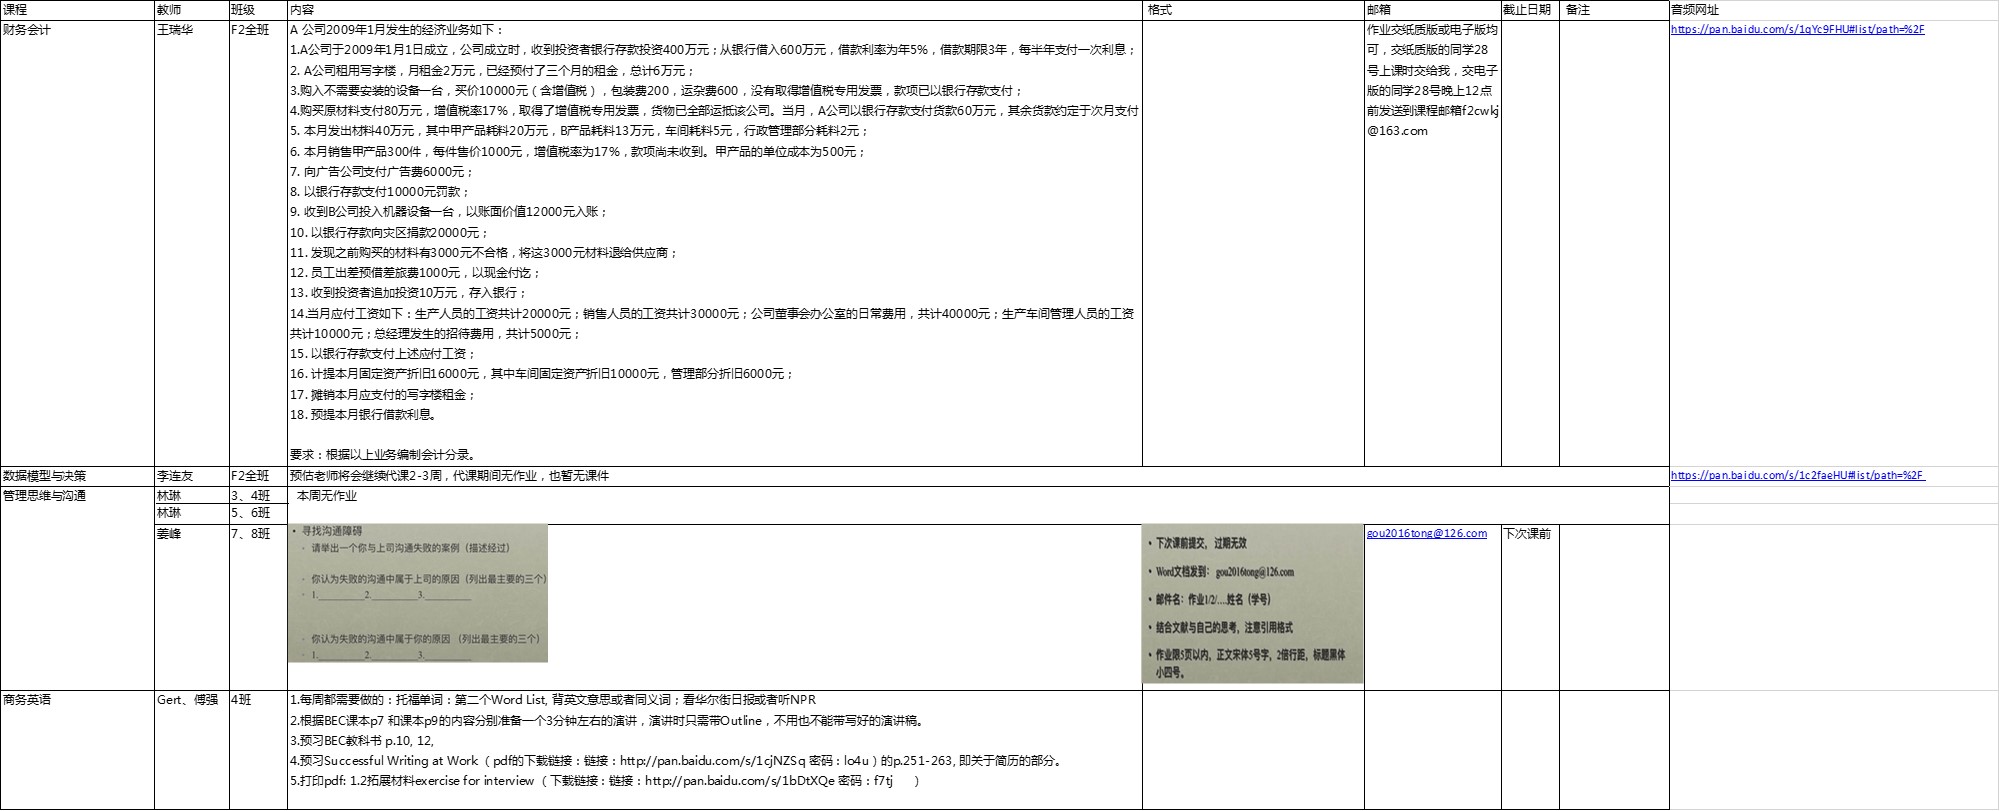 课程 教师 班级 内容 格式 邮箱 截止日期 备注 音频网址
财务会计 王瑞华 F2全班
A 公司2009年1月发生的经济业务如下：
1.A公司于2009年1月1日成立，公司成立时，收到投资者银行存款投资400万元；从银行借入600万元，借款利率为年5%，借款期限3年，每半年支付一次利息；
2. A公司租用写字楼，月租金2万元，已经预付了三个月的租金，总计6万元；
3.购入不需要安装的设备一台，买价10000元（含增值税），包装费200，运杂费600，没有取得增值税专用发票，款项已以银行存款支付；
4.购买原材料支付80万元，增值税率17%，取得了增值税专用发票，货物已全部运抵该公司。当月，A公司以银行存款支付货款60万元，其余货款约定于次月支付
5. 本月发出材料40万元，其中甲产品耗料20万元，B产品耗料13万元，车间耗料5元，行政管理部分耗料2元；
6. 本月销售甲产品300件，每件售价1000元，增值税率为17%，款项尚未收到。甲产品的单位成本为500元；
7. 向广告公司支付广告费6000元；
8. 以银行存款支付10000元罚款；
9. 收到B公司投入机器设备一台，以账面价值12000元入账；
10. 以银行存款向灾区捐款20000元；
11. 发现之前购买的材料有3000元不合格，将这3000元材料退给供应商；
12. 员工出差预借差旅费1000元，以现金付讫；
13. 收到投资者追加投资10万元，存入银行；
14.当月应付工资如下：生产人员的工资共计20000元；销售人员的工资共计30000元；公司董事会办公室的日常费用，共计40000元；生产车间管理人员的工资
共计10000元；总经理发生的招待费用，共计5000元；
15. 以银行存款支付上述应付工资；
16. 计提本月固定资产折旧16000元，其中车间固定资产折旧10000元，管理部分折旧6000元；
17. 摊销本月应支付的写字楼租金；
18. 预提本月银行借款利息。
要求：根据以上业务编制会计分录。
作业交纸质版或电子版均
可，交纸质版的同学28
号上课时交给我，交电子
版的同学28号晚上12点
前发送到课程邮箱f2cwkj
@163.com
https://pan.baidu.com/s/1qYc9FHU#list/path=%2F
数据模型与决策 李连友 F2全班 预估老师将会继续代课2-3周，代课期间无作业，也暂无课件 https://pan.baidu.com/s/1c2faeHU#list/path=%2F
管理思维与沟通 林琳 3、4班 本周无作业
林琳 5、6班
姜峰 7、8班
• 寻找沟通障碍
• 请举出一个你与上司沟通失败的案例（描述经过）
• 你认为失败的沟通中属于上司的原因（列出最主要的三个）
• 1.__________2. __________3.__________
• 你认为失败的沟通中属于你的原因 （列出最主要的三个）
• 1.__________2. __________3.__________
• 下次课前提交，过期无效
• Word文档发到： gou2016tong@126.com
• 邮件名：作业1/2/....姓名（学号）
• 结合文献与自己的思考，注意引用格式
• 作业限5页以内，正文宋体5号字，2倍行距，标题黑体
小四号。
gou2016tong@126.com 下次课前
商务英语 Gert、傅强 4班
1.每周都需要做的：托福单词：第二个Word List, 背英文意思或者同义词；看华尔街日报或者听NPR
2.根据BEC课本p7 和课本p9的内容分别准备一个3分钟左右的演讲，演讲时只需带Outline，不用也不能带写好的演讲稿。
3.预习BEC教科书 p.10, 12,
4.预习Successful Writing at Work（ pdf的下载链接：链接：http://pan.baidu.com/s/1cjNZSq 密码：lo4u ）的p.251-263, 即关于简历的部分。
5.打印pdf: 1.2拓展材料exercise for interview（ 下载链接：链接：http://pan.baidu.com/s/1bDtXQe 密码：f7tj ）